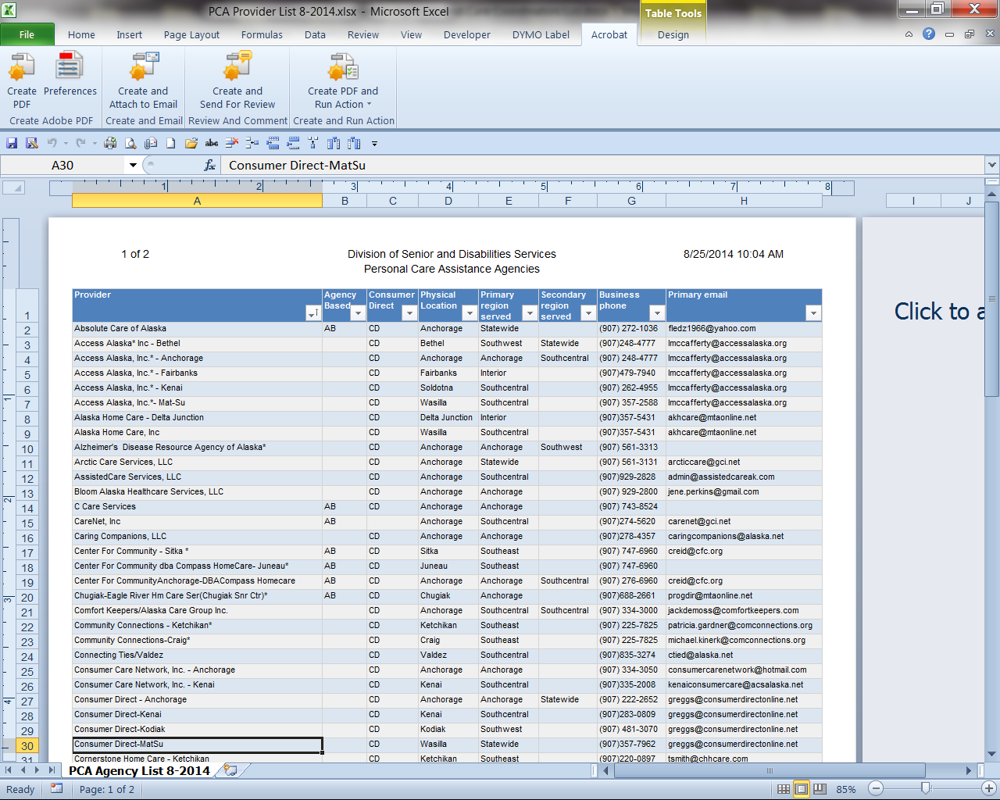 PCA Provider List 8-2014.xlsx - Microsoft Excel
Table Tools
File Home Insert Page Layout Formulas Data Review View Developer DYMO Label Acrobat Design
Create PDF Preferences Create and Attach to Email Create and Send For Review Create PDF and Run Action
Create Adobe PDF Create and Email Review And Comment Create and Run Action
abc
A30 Consumer Direct-MatSu
1 2 3 4 5 6 7 8
A B C D E F G H I J
1 of 2 Division of Senior and Disabilities Services 8/25/2014 10:04 AM
Personal Care Assistance Agencies
1 Provider Agency Based Consumer Direct Physical Location Primary region served Secondary region served Business phone Primary email
Click to a
2 Absolute Care of Alaska AB CD Anchorage Statewide (907) 272-1036 fledz1966@yahoo.com
3 Access Alaska* Inc - Bethel CD Bethel Southwest Statewide (907)248-4777 lmccafferty@accessalaska.org
4 Access Alaska, Inc.* - Anchorage CD Anchorage Anchorage Southcentral (907) 248-4777 lmccafferty@accessalaska.org
5 Access Alaska, Inc.* - Fairbanks CD Fairbanks Interior (907)479-7940 lmccafferty@accessalaska.org
6 Access Alaska, Inc.* - Kenai CD Soldotna Southcentral (907) 262-4955 lmccafferty@accessalaska.org
7 Access Alaska, Inc.*- Mat-Su CD Wasilla Southcentral (907) 357-2588 lmccafferty@accessalaska.org
8 Alaska Home Care - Delta Junction CD Delta Junction Interior (907)357-5431 akhcare@mtaonline.net
9 Alaska Home Care, Inc CD Wasilla Southcentral (907)357-5431 akhcare@mtaonline.net
10 Alzheimer's Disease Resource Agency of Alaska* CD Anchorage Anchorage Southwest (907) 561-3313
11 Arctic Care Services, LLC CD Anchorage Statewide (907) 561-3131 arcticcare@gci.net
12 AssistedCare Services, LLC CD Anchorage Southcentral (907)929-2828 admin@assistedcareak.com
13 Bloom Alaska Healthcare Services, LLC CD Anchorage Anchorage (907) 929-2800 jene.perkins@gmail.com
14 C Care Services AB CD Anchorage Anchorage (907) 743-8524
15 CareNet, Inc AB Anchorage Southcentral (907)274-5620 carenet@gci.net
16 Caring Companions, LLC CD Anchorage Anchorage (907)278-4357 caringcompanions@alaska.net
17 Center For Community - Sitka * AB CD Sitka Southeast (907) 747-6960 creid@cfc.org
18 Center For Community dba Compass HomeCare- Juneau* AB CD Juneau Southeast (907) 747-6960
19 Center For CommunityAnchorage-DBACompass Homecare AB CD Anchorage Anchorage Southcentral (907) 276-6960 creid@cfc.org
20 Chugiak-Eagle River Hm Care Ser(Chugiak Snr Ctr)* AB CD Chugiak Anchorage (907)688-2661 progdir@mtaonline.net
21 Comfort Keepers/Alaska Care Group Inc. CD Anchorage Southcentral Southcentral (907) 334-3000 jackdemoss@comfortkeepers.com
22 Community Connections - Ketchikan* CD Ketchikan Southeast (907) 225-7825 patricia.gardner@comconnections.org
23 Community Connections-Craig* CD Craig Southeast (907) 225-7825 michael.kinerk@comconnections.org
24 Connecting Ties/Valdez CD Valdez Southcentral (907)835-3274 ctied@alaska.net
25 Consumer Care Network, Inc. - Anchorage CD Anchorage Anchorage (907) 334-3050 consumercarenetwork@hotmail.com
26 Consumer Care Network, Inc. - Kenai CD Kenai Southcentral (907)335-2008 kenaiconsumercare@acsalaska.net
27 Consumer Direct - Anchorage CD Anchorage Anchorage Statewide (907) 222-2652 greggs@consumerdirectonline.net
28 Consumer Direct-Kenai CD Kenai Southcentral (907)283-0809 greggs@consumerdirectonline.net
29 Consumer Direct-Kodiak CD Kodiak Southwest (907) 481-3070 greggs@consumerdirectonline.net
30 Consumer Direct-MatSu CD Wasilla Statewide (907)357-7962 greggs@consumerdirectonline.net
31 Cornerstone Home Care - Ketchikan CD Ketchikan Southeast (907)220-0897 tsmith@chhcare.com
PCA Agency List 8-2014
Ready Page: 1 of 2 85%